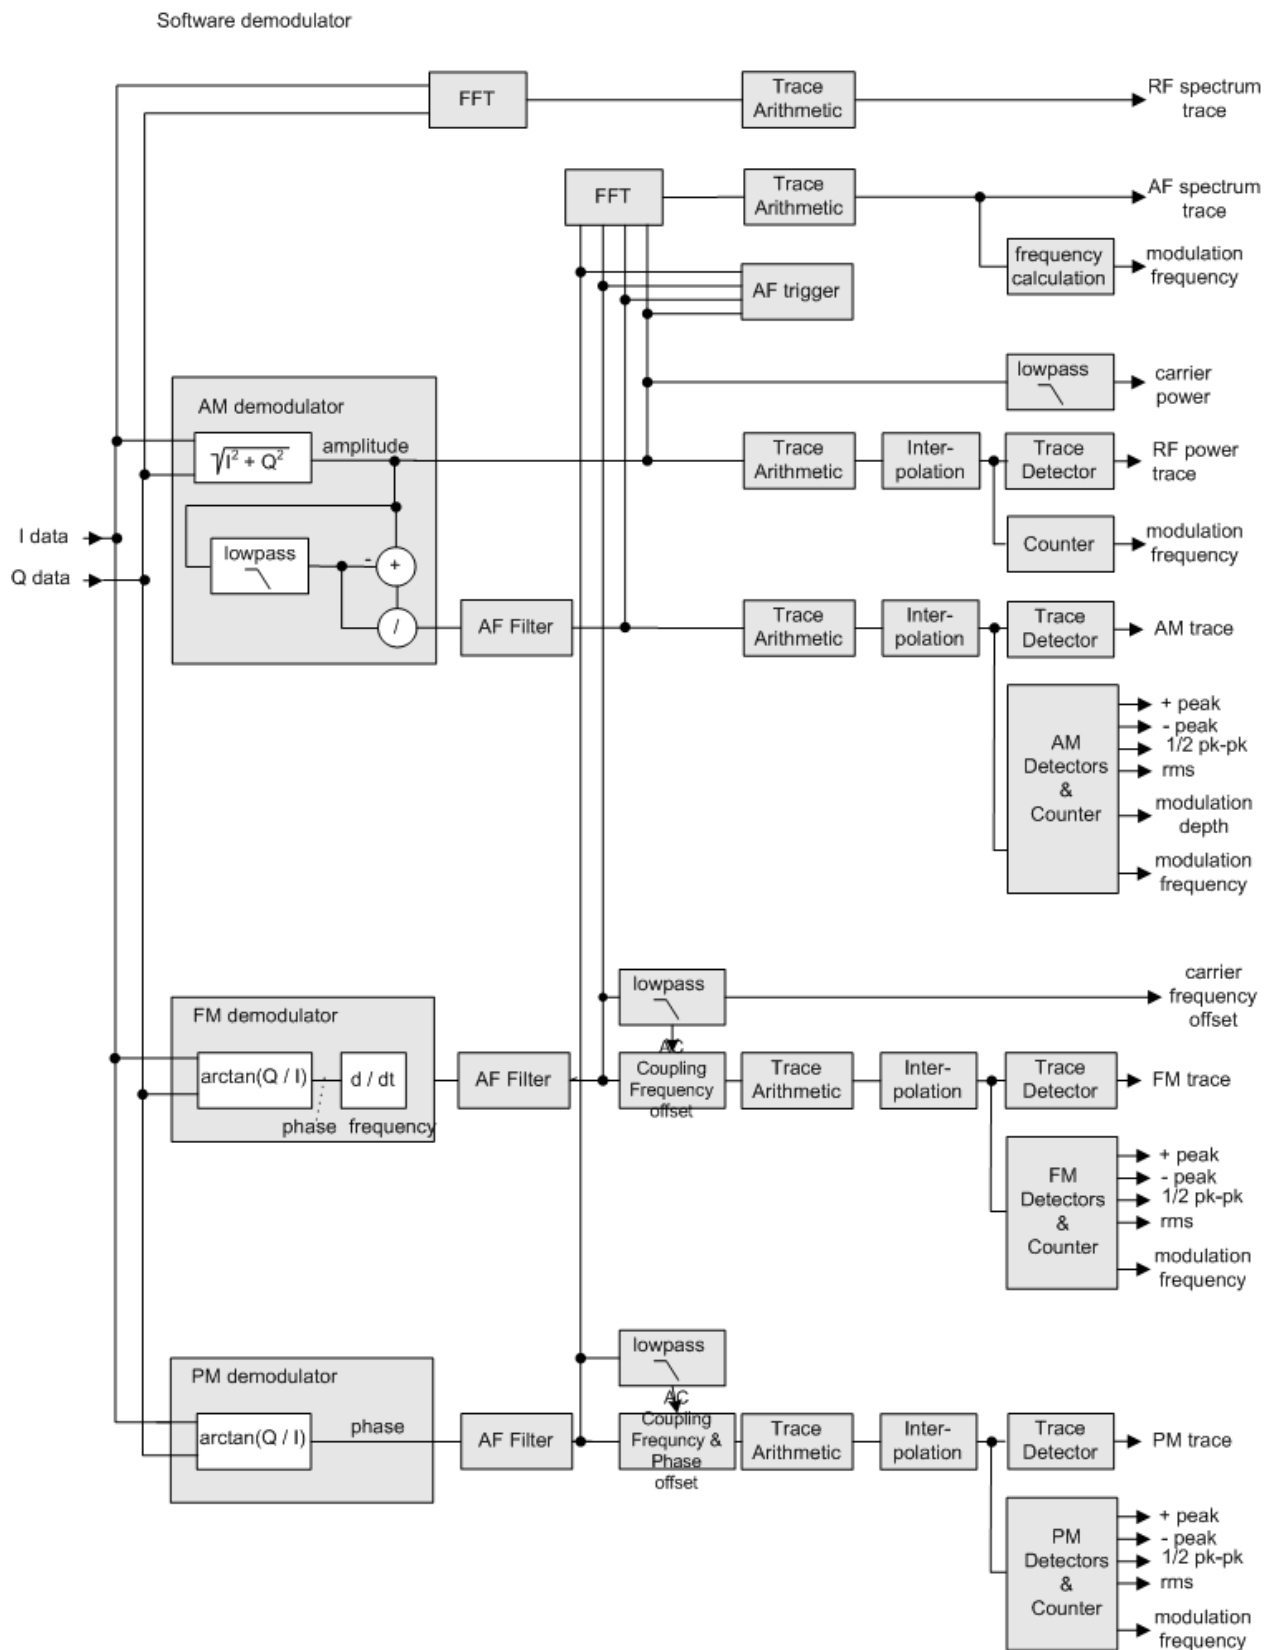 Software demodulator
FFT
Trace
Arithmetic
RF spectrum
trace
FFT
Trace
Arithmetic
AF spectrum
trace
frequency
calculation
modulation
frequency
AF trigger
lowpass
carrier
power
AM demodulator
√I² + Q²
amplitude
Trace
Arithmetic
Inter-
polation
Trace
Detector
RF power
trace
I data
Q data
lowpass
-
+
/
Counter
modulation
frequency
AF Filter
Trace
Arithmetic
Inter-
polation
Trace
Detector
AM trace
AM
Detectors
&
Counter
+ peak
- peak
1/2 pk-pk
rms
modulation
depth
modulation
frequency
lowpass
carrier
frequency
offset
FM demodulator
arctan(Q / I)
d / dt
phase
frequency
AF Filter
AC
Coupling
Frequency
offset
Trace
Arithmetic
Inter-
polation
Trace
Detector
FM trace
FM
Detectors
&
Counter
+ peak
- peak
1/2 pk-pk
rms
modulation
frequency
lowpass
PM demodulator
arctan(Q / I)
phase
AF Filter
AC
Coupling
Frequncy &
Phase
offset
Trace
Arithmetic
Inter-
polation
Trace
Detector
PM trace
PM
Detectors
&
Counter
+ peak
- peak
1/2 pk-pk
rms
modulation
frequency